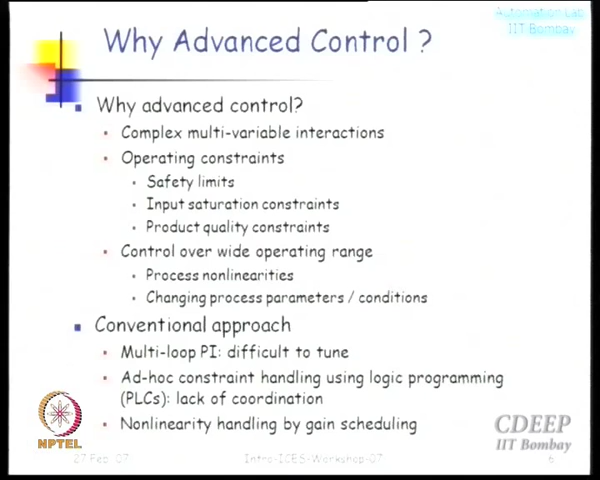 Automation Lab
IIT Bombay
Why Advanced Control ?
Why advanced control?
Complex multi-variable interactions
Operating constraints
Safety limits
Input saturation constraints
Product quality constraints
Control over wide operating range
Process nonlinearities
Changing process parameters / conditions
Conventional approach
Multi-loop PI: difficult to tune
Ad-hoc constraint handling using logic programming
(PLCs): lack of coordination
Nonlinearity handling by gain scheduling
NPTEL
CDEEP
IIT Bombay
27 Feb. 07
Intro-ICES-Workshop-07
6